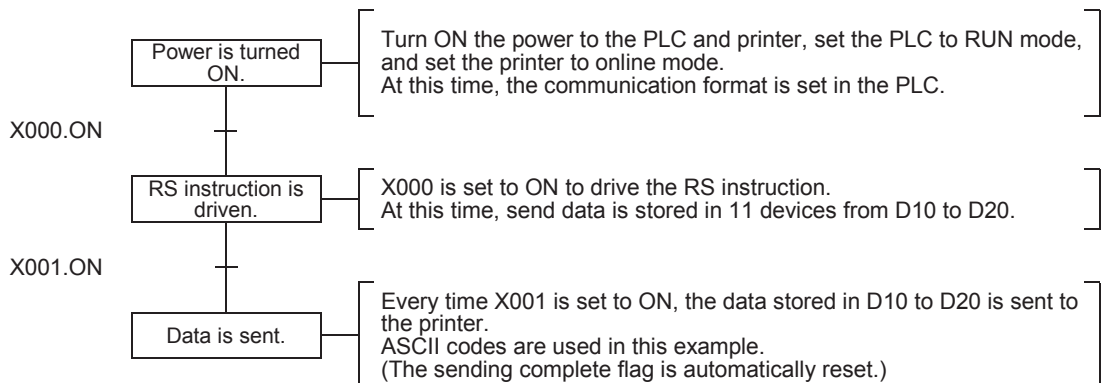 Power is turned
ON.
Turn ON the power to the PLC and printer, set the PLC to RUN mode,
and set the printer to online mode.
At this time, the communication format is set in the PLC.
X000.ON
RS instruction is
driven.
X000 is set to ON to drive the RS instruction.
At this time, send data is stored in 11 devices from D10 to D20.
X001.ON
Data is sent.
Every time X001 is set to ON, the data stored in D10 to D20 is sent to
the printer.
ASCII codes are used in this example.
(The sending complete flag is automatically reset.)